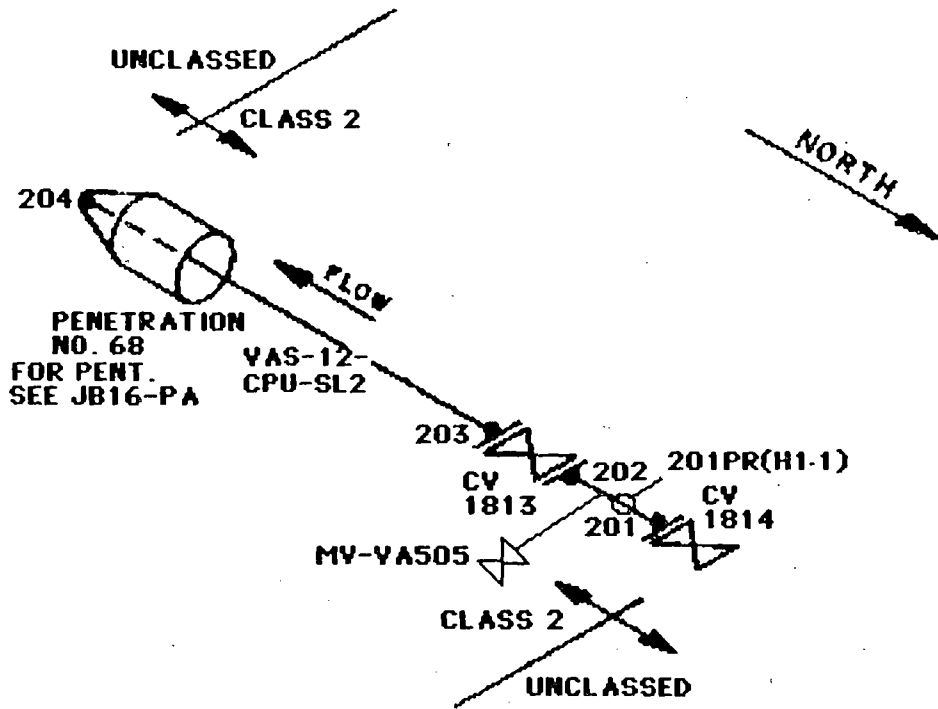 UNCLASSED
CLASS 2
NORTH
204
FLOW
PENETRATION
NO. 68
FOR PENT.
SEE JB16-PA
VAS-12-
CPU-SL2
203
202
201PR(H1-1)
CV
1813
201
CV
1814
MV-VA505
CLASS 2
UNCLASSED